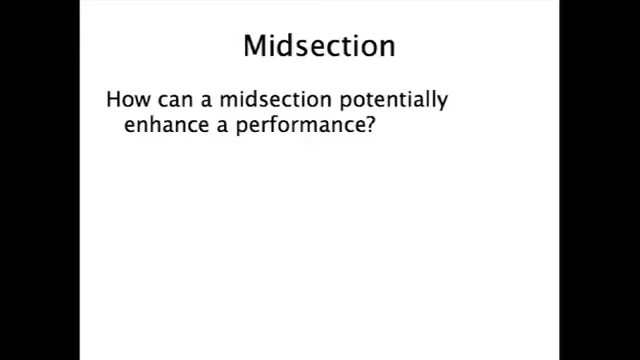 Midsection
How can a midsection potentially
enhance a performance?